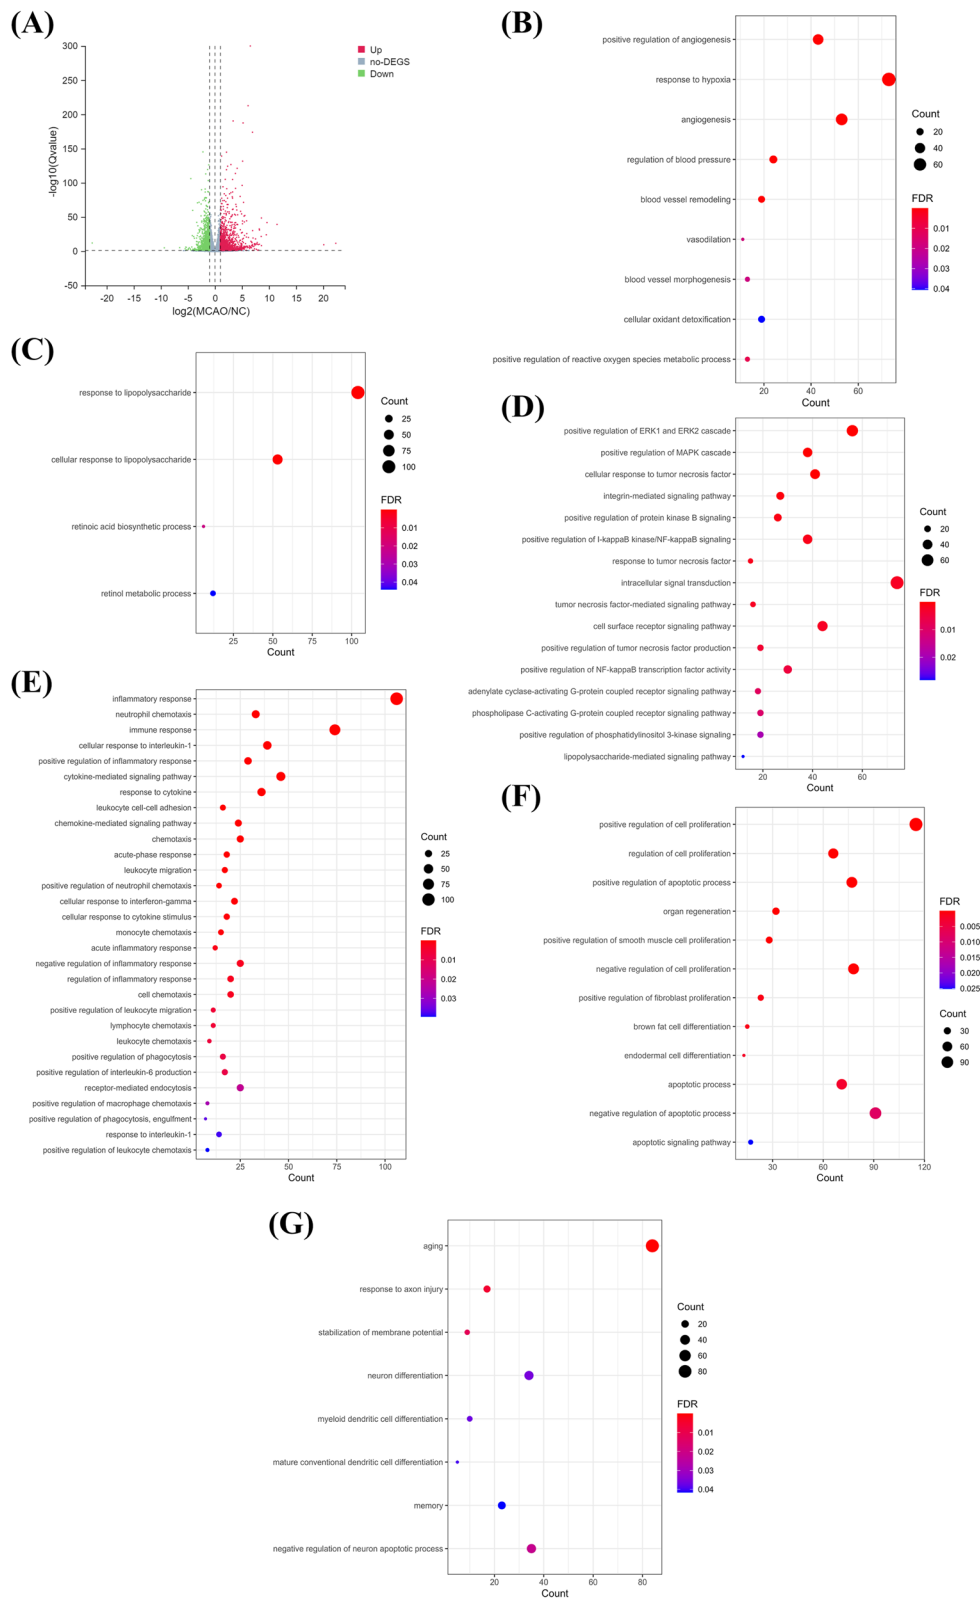 (A)
300
250
200
150
100
50
0
-50
-log10(Qvalue)
-20 -15 -10 -5 0 5 10 15 20
log2(MCAO/NC)
Up
no-DEGS
Down
(B)
positive regulation of angiogenesis
response to hypoxia
angiogenesis
regulation of blood pressure
blood vessel remodeling
vasodilation
blood vessel morphogenesis
cellular oxidant detoxification
positive regulation of reactive oxygen species metabolic process
20 40 60
Count
Count
20
40
60
FDR
0.01
0.02
0.03
0.04
(C)
response to lipopolysaccharide
cellular response to lipopolysaccharide
retinoic acid biosynthetic process
retinol metabolic process
25 50 75 100
Count
Count
25
50
75
100
FDR
0.01
0.02
0.03
0.04
(D)
positive regulation of ERK1 and ERK2 cascade
positive regulation of MAPK cascade
cellular response to tumor necrosis factor
integrin-mediated signaling pathway
positive regulation of protein kinase B signaling
positive regulation of I-kappaB kinase/NF-kappaB signaling
response to tumor necrosis factor
intracellular signal transduction
tumor necrosis factor-mediated signaling pathway
cell surface receptor signaling pathway
positive regulation of tumor necrosis factor production
positive regulation of NF-kappaB transcription factor activity
adenylate cyclase-activating G-protein coupled receptor signaling pathway
phospholipase C-activating G-protein coupled receptor signaling pathway
positive regulation of phosphatidylinositol 3-kinase signaling
lipopolysaccharide-mediated signaling pathway
20 40 60
Count
Count
20
40
60
FDR
0.01
0.02
(E)
inflammatory response
neutrophil chemotaxis
immune response
cellular response to interleukin-1
positive regulation of inflammatory response
cytokine-mediated signaling pathway
response to cytokine
leukocyte cell-cell adhesion
chemokine-mediated signaling pathway
chemotaxis
acute-phase response
leukocyte migration
positive regulation of neutrophil chemotaxis
cellular response to interferon-gamma
cellular response to cytokine stimulus
monocyte chemotaxis
acute inflammatory response
negative regulation of inflammatory response
regulation of inflammatory response
cell chemotaxis
positive regulation of leukocyte migration
lymphocyte chemotaxis
leukocyte chemotaxis
positive regulation of phagocytosis
positive regulation of interleukin-6 production
receptor-mediated endocytosis
positive regulation of macrophage chemotaxis
positive regulation of phagocytosis, engulfment
response to interleukin-1
positive regulation of leukocyte chemotaxis
25 50 75 100
Count
Count
25
50
75
100
FDR
0.01
0.02
0.03
(F)
positive regulation of cell proliferation
regulation of cell proliferation
positive regulation of apoptotic process
organ regeneration
positive regulation of smooth muscle cell proliferation
negative regulation of cell proliferation
positive regulation of fibroblast proliferation
brown fat cell differentiation
endodermal cell differentiation
apoptotic process
negative regulation of apoptotic process
apoptotic signaling pathway
30 60 90 120
Count
FDR
0.005
0.010
0.015
0.020
0.025
Count
30
60
90
(G)
aging
response to axon injury
stabilization of membrane potential
neuron differentiation
myeloid dendritic cell differentiation
mature conventional dendritic cell differentiation
memory
negative regulation of neuron apoptotic process
20 40 60 80
Count
Count
20
40
60
80
FDR
0.01
0.02
0.03
0.04